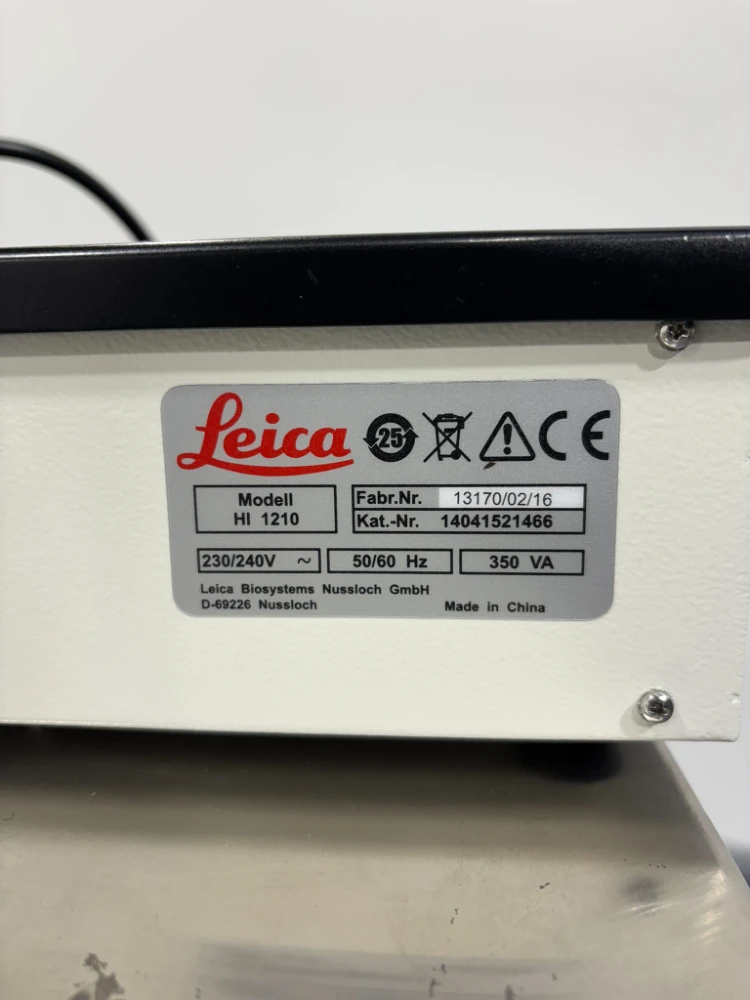 Leica 25 CE
Modell
HI 1210
Fabr.Nr. 13170/02/16
Kat.-Nr. 14041521466
230/240V ~ 50/60 Hz 350 VA
Leica Biosystems Nussloch GmbH
D-69226 Nussloch Made in China